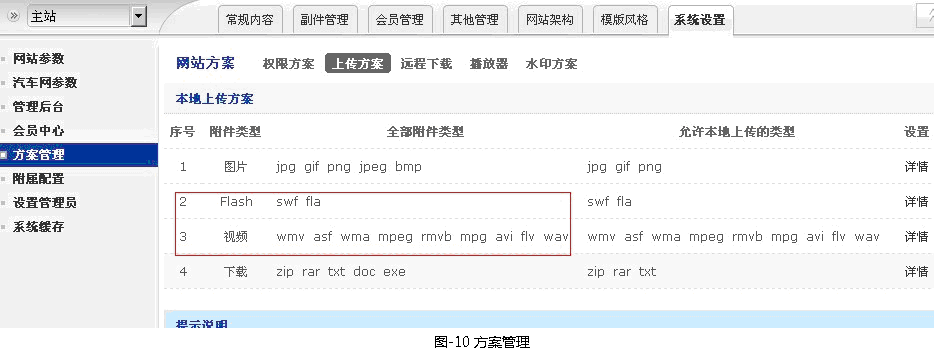 主站
常规内容 副件管理 会员管理 其他管理 网站架构 模版风格 系统设置
网站参数
汽车网参数
管理后台
会员中心
方案管理
附属配置
设置管理员
系统缓存
网站方案 权限方案 上传方案 远程下载 播放器 水印方案
本地上传方案
序号 附件类型 全部附件类型 允许本地上传的类型 设置
1 图片 jpg gif png jpeg bmp jpg gif png 详情
2 Flash swf fla swf fla 详情
3 视频 wmv asf wma mpeg rmvb mpg avi flv wav wmv asf wma mpeg rmvb mpg avi flv wav 详情
4 下载 zip rar txt doc exe zip rar txt 详情
提示说明
图-10 方案管理